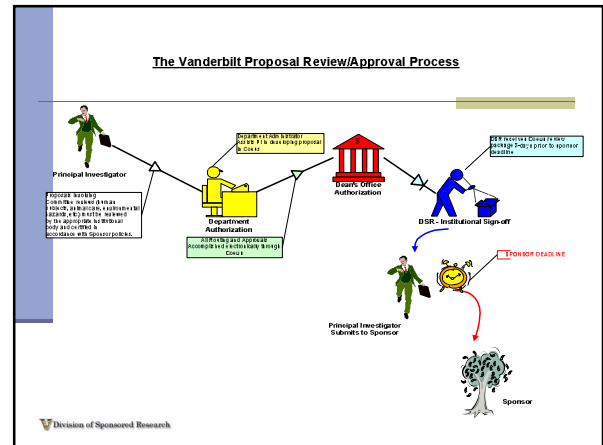 The Vanderbilt Proposal Review/Approval Process
Principal Investigator
Proposals involving
Committee reviews (human
subjects, animal care, environmental
hazards, etc.) must be reviewed
by the appropriate institutional
body and certified in
accordance with Sponsor policies.
Department Administrator
Assists PI in developing proposal
in Coeus
Department
Authorization
All Routing and Approvals
Accomplished electronically through
Coeus
$
Dean's Office
Authorization
DSR receives Coeus review
package 5-days prior to sponsor
deadline
DSR - Institutional Sign-off
SPONSOR DEADLINE
Principal Investigator
Submits to Sponsor
Sponsor
Division of Sponsored Research